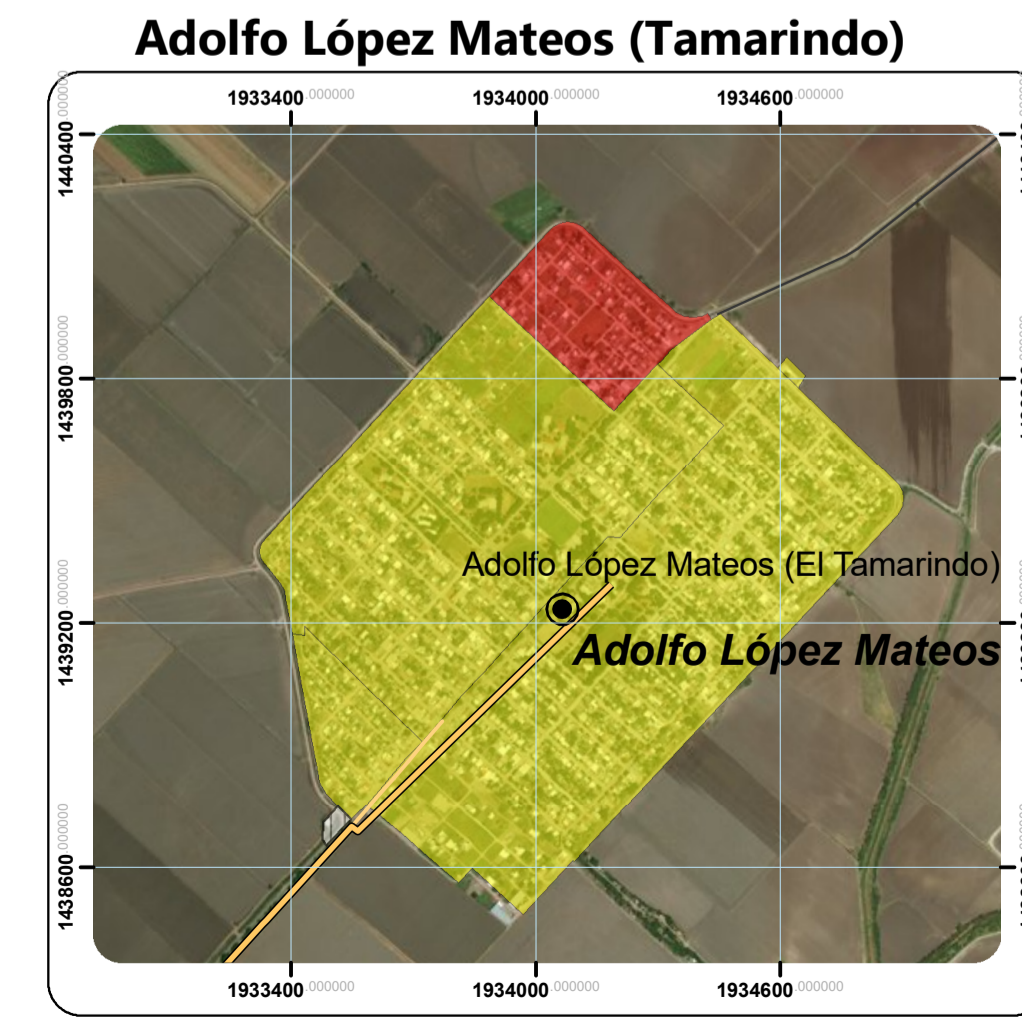 Adolfo López Mateos (Tamarindo)
1933400.000000 1934000.000000 1934600.000000
1440400.000000
1439800.000000
1439200.000000
1438600.000000
Adolfo López Mateos (El Tamarindo)
Adolfo López Mateos
1933400.000000 1934000.000000 1934600.000000